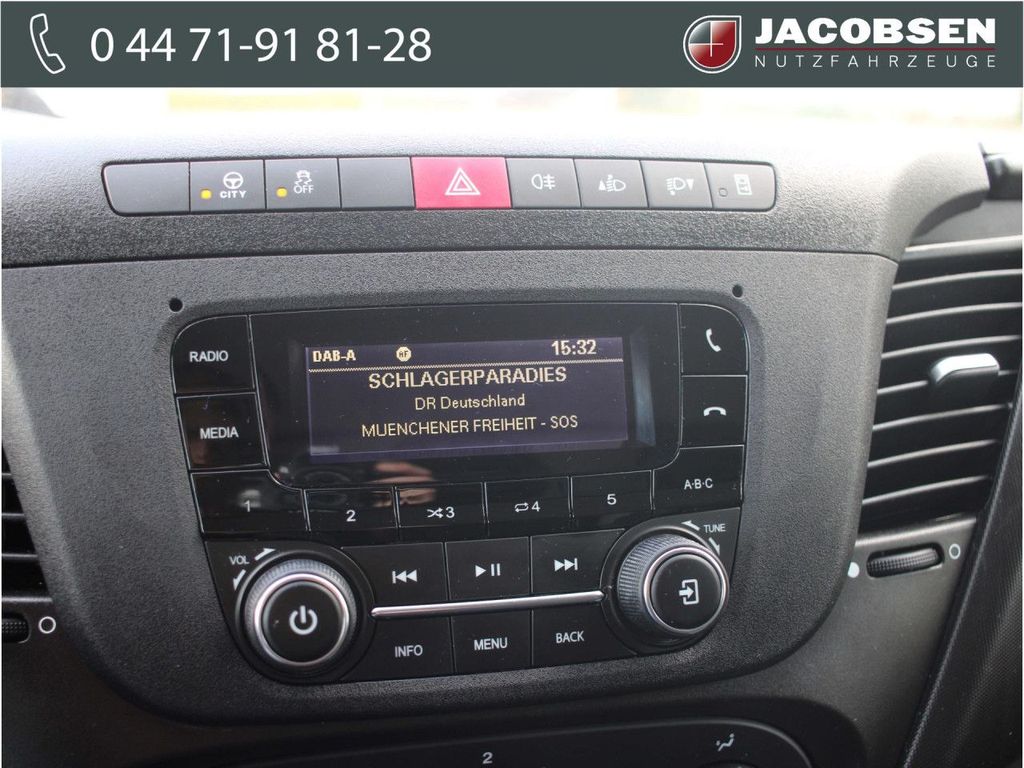 0 44 71-91 81-28
JACOBSEN
NUTZFAHRZEUGE
CITY
OFF
DAB-A AF 15:32
SCHLAGERPARADIES
DR Deutschland
MUENCHENER FREIHEIT - SOS
RADIO
MEDIA
1 2 3 4 5 A·B·C
VOL
TUNE
INFO MENU BACK
2